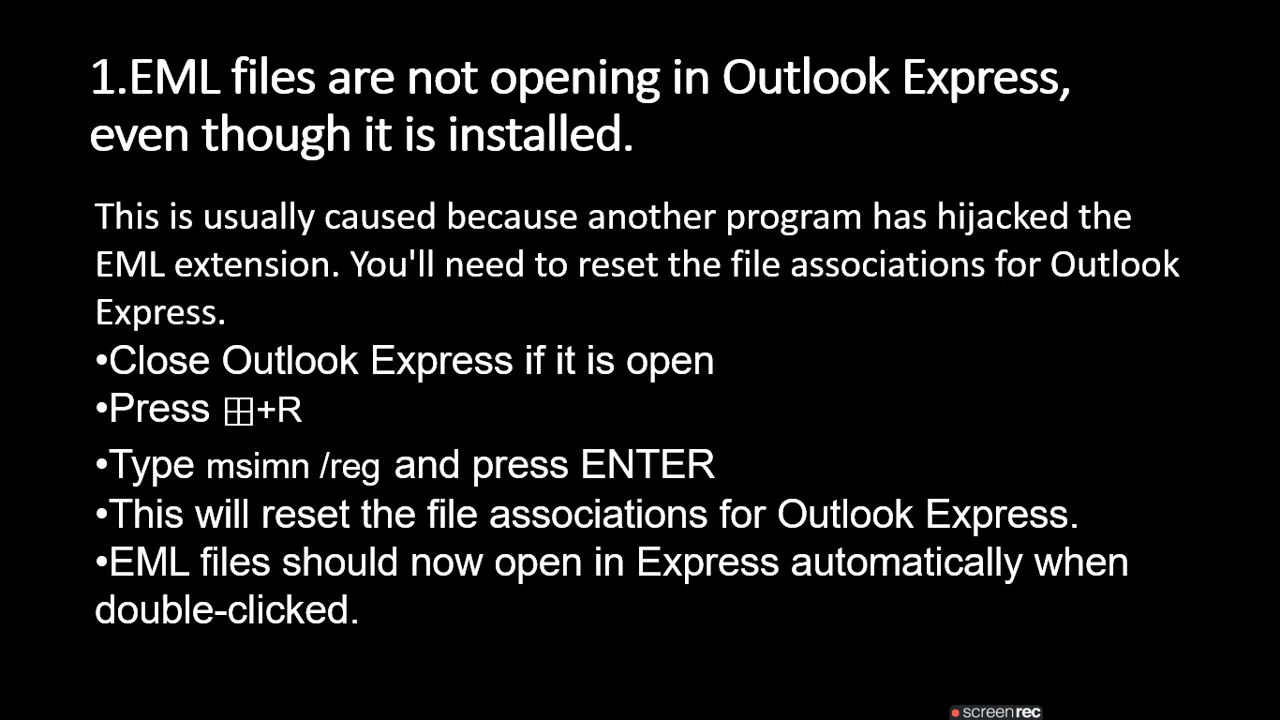 1.EML files are not opening in Outlook Express,
even though it is installed.
This is usually caused because another program has hijacked the
EML extension. You'll need to reset the file associations for Outlook
Express.
•Close Outlook Express if it is open
•Press ⊞+R
•Type msimn /reg and press ENTER
•This will reset the file associations for Outlook Express.
•EML files should now open in Express automatically when
double-clicked.
screenrec